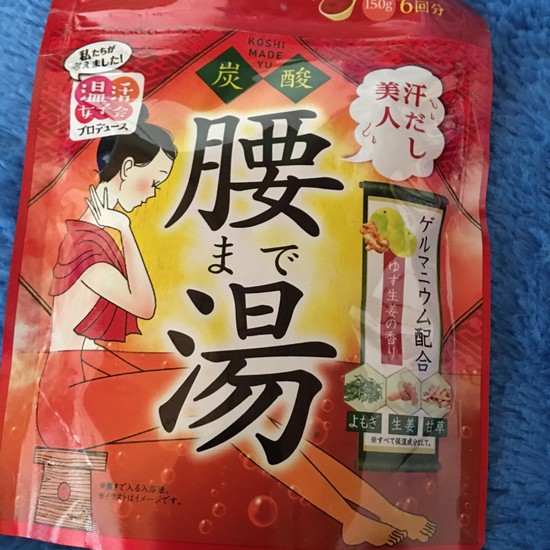 150g 6回分
KOSHI
MADE
YU
私たちが
考えました!
温活
女子会
プロデュース
炭酸
汗だし
美人
腰
まで
湯
ゲルマニウム配合
ゆず生姜の香り
よもぎ 生姜 甘草
※すべて保湿成分として。
※腰まで入る入浴法。
※イラストはイメージです。